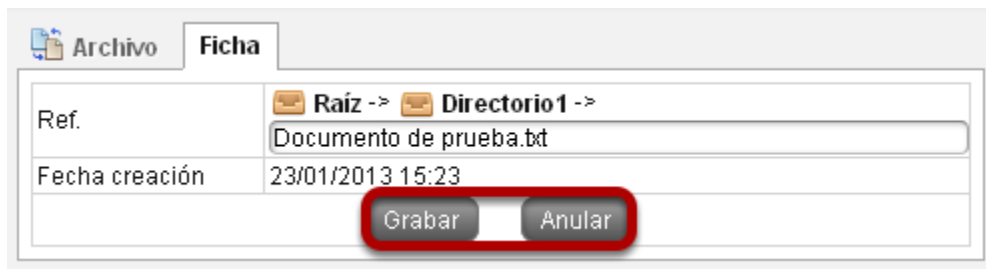 Archivo Ficha
Ref. Raíz -> Directorio1 ->
Documento de prueba.txt
Fecha creación 23/01/2013 15:23
Grabar Anular